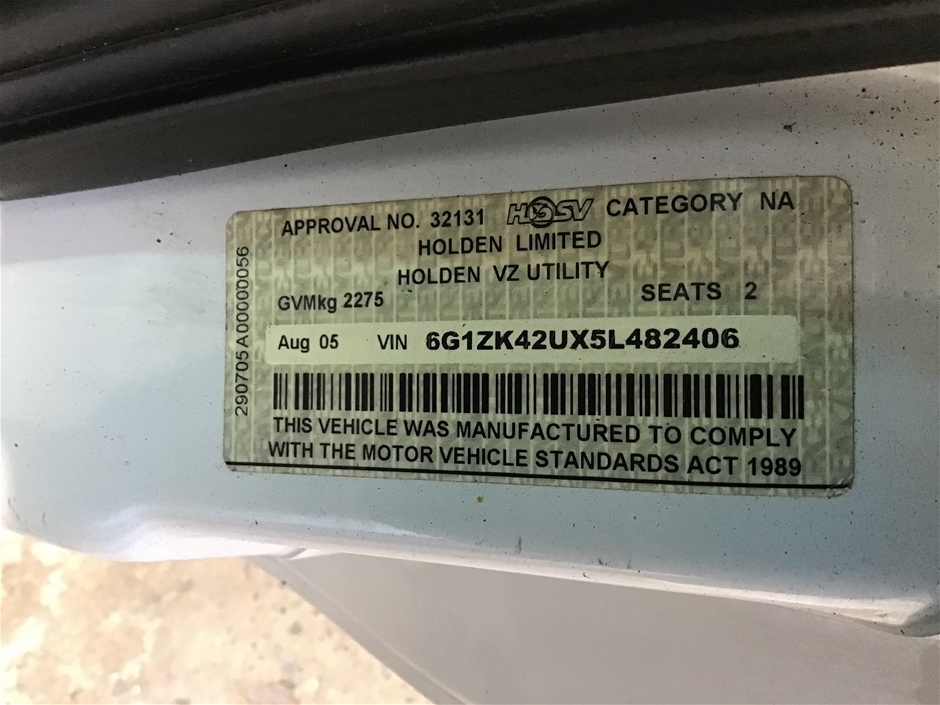 APPROVAL NO. 32131 HSV CATEGORY NA
HOLDEN LIMITED
HOLDEN VZ UTILITY
GVMkg 2275 SEATS 2
Aug 05 VIN 6G1ZK42UX5L482406
THIS VEHICLE WAS MANUFACTURED TO COMPLY
WITH THE MOTOR VEHICLE STANDARDS ACT 1989
290705A00000056